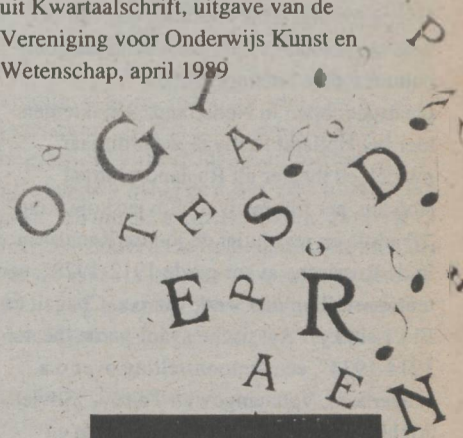 uit Kwartaalschrift, uitgave van de
Vereniging voor Onderwijs Kunst en
Wetenschap, april 1989
P
O G I
A
D
T E S
E P R
A E N